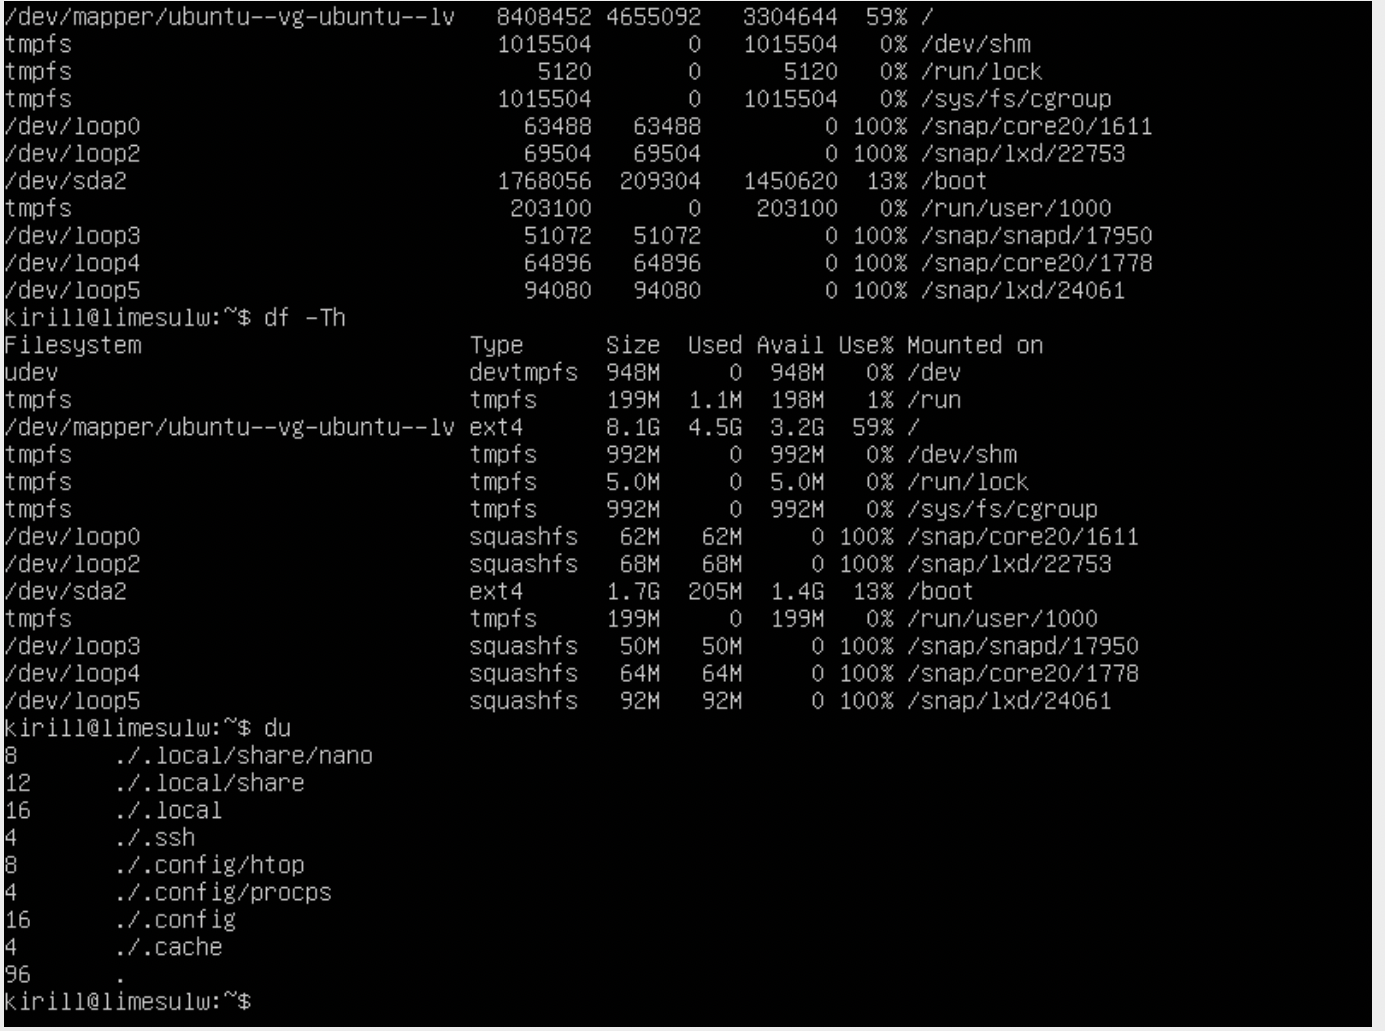 /dev/mapper/ubuntu--vg-ubuntu--lv   8408452 4655092   3304644  59% /
tmpfs                               1015504       0   1015504   0% /dev/shm
tmpfs                                  5120       0      5120   0% /run/lock
tmpfs                               1015504       0   1015504   0% /sys/fs/cgroup
/dev/loop0                            63488   63488         0 100% /snap/core20/1611
/dev/loop2                            69504   69504         0 100% /snap/lxd/22753
/dev/sda2                           1768056  209304   1450620  13% /boot
tmpfs                                203100       0    203100   0% /run/user/1000
/dev/loop3                            51072   51072         0 100% /snap/snapd/17950
/dev/loop4                            64896   64896         0 100% /snap/core20/1778
/dev/loop5                            94080   94080         0 100% /snap/lxd/24061
kirill@limesulw:~$ df -Th
Filesystem                        Type      Size  Used Avail Use% Mounted on
udev                              devtmpfs  948M     0  948M   0% /dev
tmpfs                             tmpfs     199M  1.1M  198M   1% /run
/dev/mapper/ubuntu--vg-ubuntu--lv ext4      8.1G  4.5G  3.2G  59% /
tmpfs                             tmpfs     992M     0  992M   0% /dev/shm
tmpfs                             tmpfs     5.0M     0  5.0M   0% /run/lock
tmpfs                             tmpfs     992M     0  992M   0% /sys/fs/cgroup
/dev/loop0                        squashfs   62M   62M     0 100% /snap/core20/1611
/dev/loop2                        squashfs   68M   68M     0 100% /snap/lxd/22753
/dev/sda2                         ext4      1.7G  205M  1.4G  13% /boot
tmpfs                             tmpfs     199M     0  199M   0% /run/user/1000
/dev/loop3                        squashfs   50M   50M     0 100% /snap/snapd/17950
/dev/loop4                        squashfs   64M   64M     0 100% /snap/core20/1778
/dev/loop5                        squashfs   92M   92M     0 100% /snap/lxd/24061
kirill@limesulw:~$ du
8       ./.local/share/nano
12      ./.local/share
16      ./.local
4       ./.ssh
8       ./.config/htop
4       ./.config/procps
16      ./.config
4       ./.cache
96      .
kirill@limesulw:~$